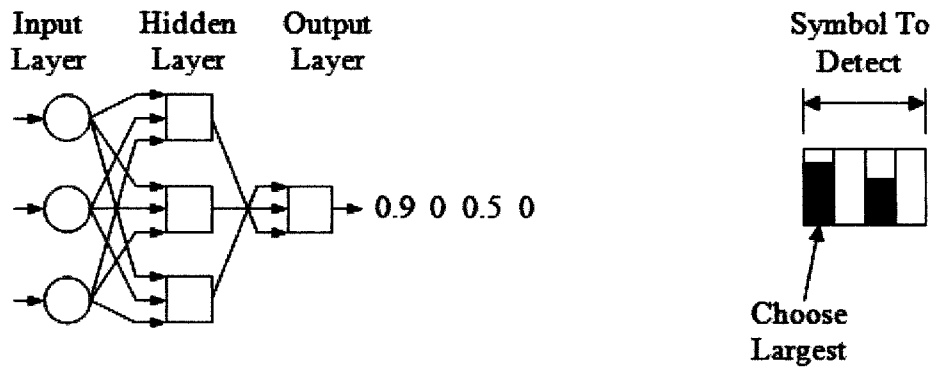 Input
Layer
Hidden
Layer
Output
Layer
Symbol To
Detect
0.9 0 0.5 0
Choose
Largest